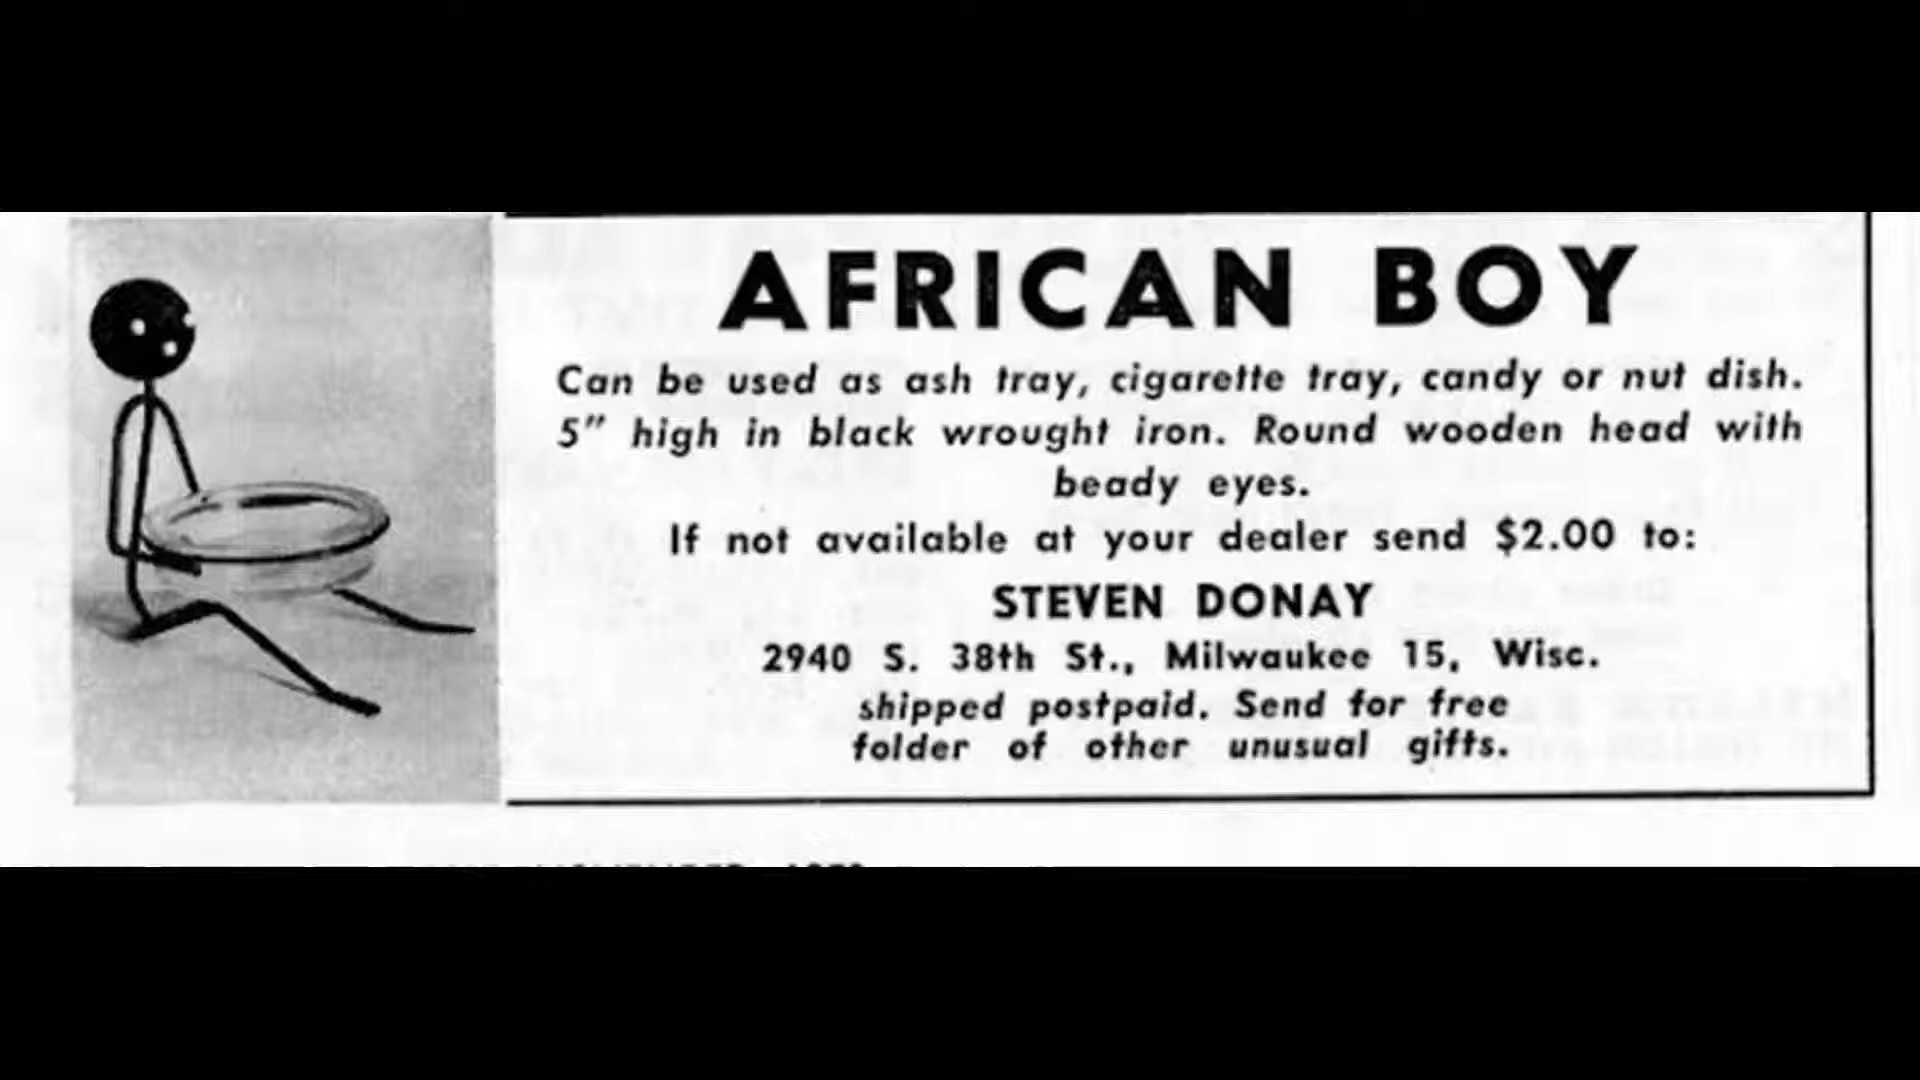 AFRICAN BOY
Can be used as ash tray, cigarette tray, candy or nut dish.
5" high in black wrought iron. Round wooden head with
beady eyes.
If not available at your dealer send $2.00 to:
STEVEN DONAY
2940 S. 38th St., Milwaukee 15, Wisc.
shipped postpaid. Send for free
folder of other unusual gifts.